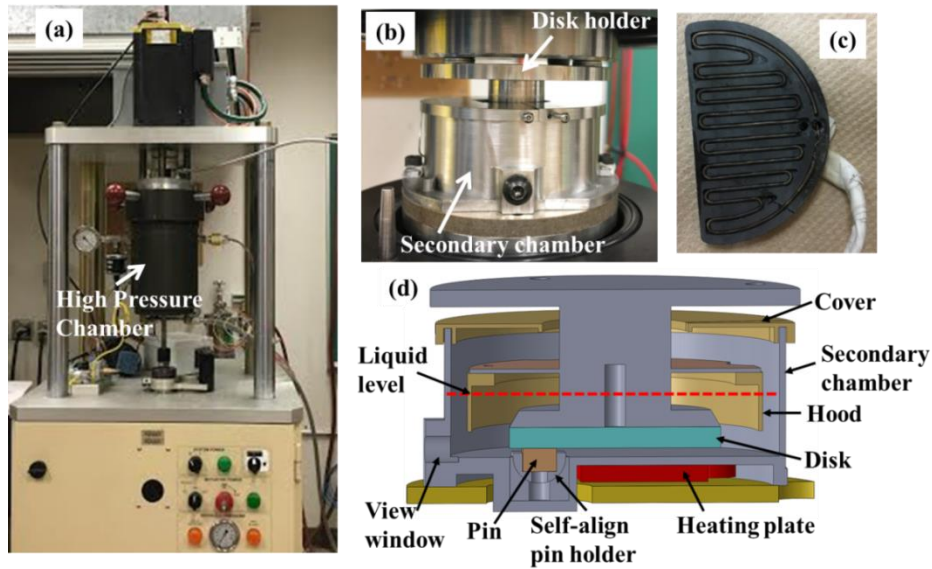 (a)
High Pressure
Chamber
(b)
Disk holder
Secondary chamber
(c)
(d)
Cover
Liquid
level
Secondary
chamber
Hood
Disk
View
window
Pin
Self-align
pin holder
Heating plate